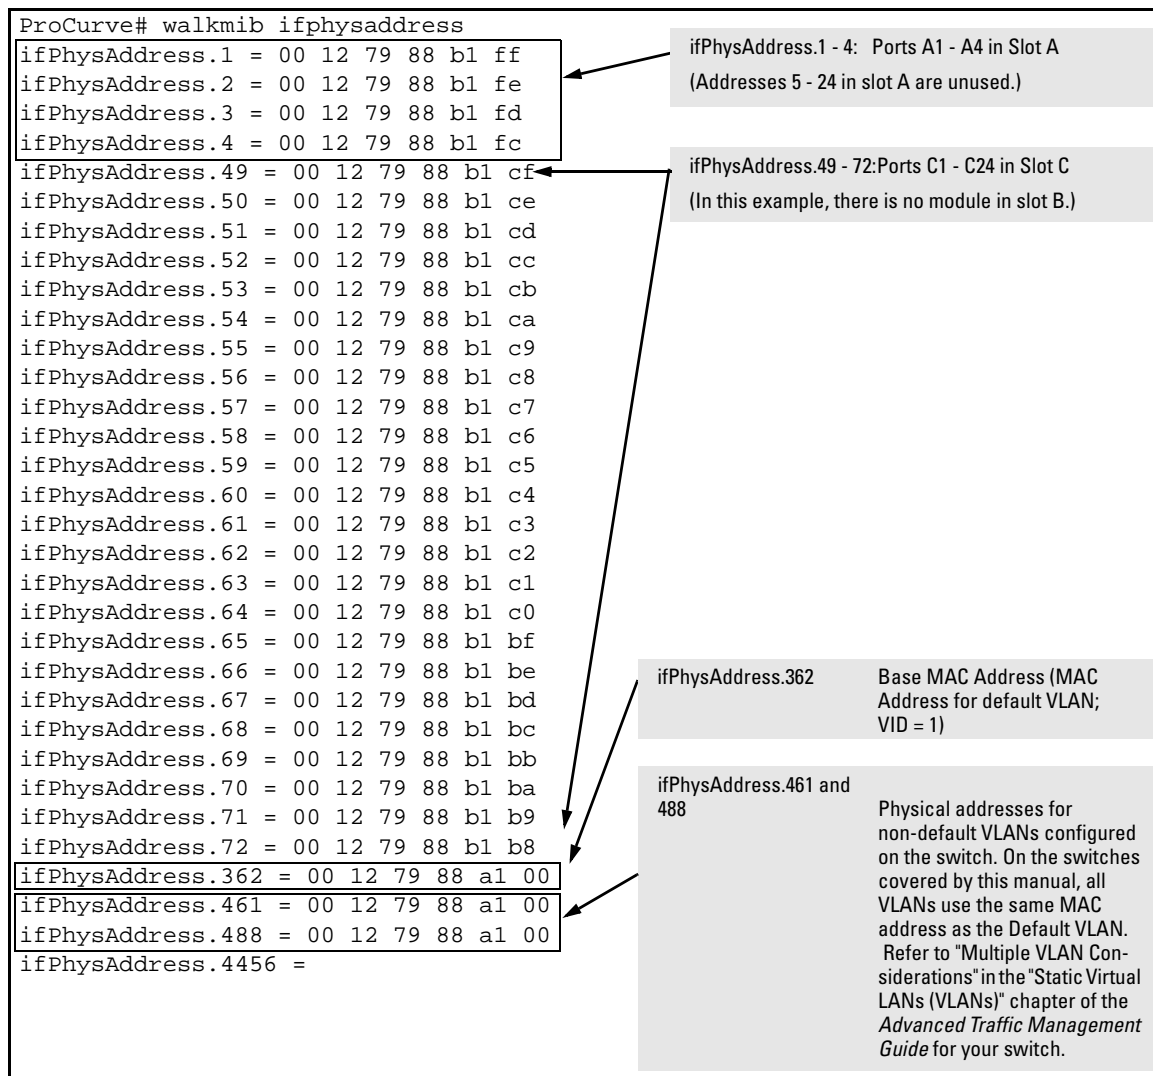 ProCurve# walkmib ifphysaddress
ifPhysAddress.1 = 00 12 79 88 b1 ff
ifPhysAddress.2 = 00 12 79 88 b1 fe
ifPhysAddress.3 = 00 12 79 88 b1 fd
ifPhysAddress.4 = 00 12 79 88 b1 fc
ifPhysAddress.49 = 00 12 79 88 b1 cf
ifPhysAddress.50 = 00 12 79 88 b1 ce
ifPhysAddress.51 = 00 12 79 88 b1 cd
ifPhysAddress.52 = 00 12 79 88 b1 cc
ifPhysAddress.53 = 00 12 79 88 b1 cb
ifPhysAddress.54 = 00 12 79 88 b1 ca
ifPhysAddress.55 = 00 12 79 88 b1 c9
ifPhysAddress.56 = 00 12 79 88 b1 c8
ifPhysAddress.57 = 00 12 79 88 b1 c7
ifPhysAddress.58 = 00 12 79 88 b1 c6
ifPhysAddress.59 = 00 12 79 88 b1 c5
ifPhysAddress.60 = 00 12 79 88 b1 c4
ifPhysAddress.61 = 00 12 79 88 b1 c3
ifPhysAddress.62 = 00 12 79 88 b1 c2
ifPhysAddress.63 = 00 12 79 88 b1 c1
ifPhysAddress.64 = 00 12 79 88 b1 c0
ifPhysAddress.65 = 00 12 79 88 b1 bf
ifPhysAddress.66 = 00 12 79 88 b1 be
ifPhysAddress.67 = 00 12 79 88 b1 bd
ifPhysAddress.68 = 00 12 79 88 b1 bc
ifPhysAddress.69 = 00 12 79 88 b1 bb
ifPhysAddress.70 = 00 12 79 88 b1 ba
ifPhysAddress.71 = 00 12 79 88 b1 b9
ifPhysAddress.72 = 00 12 79 88 b1 b8
ifPhysAddress.362 = 00 12 79 88 a1 00
ifPhysAddress.461 = 00 12 79 88 a1 00
ifPhysAddress.488 = 00 12 79 88 a1 00
ifPhysAddress.4456 =
ifPhysAddress.1 - 4: Ports A1 - A4 in Slot A
(Addresses 5 - 24 in slot A are unused.)
ifPhysAddress.49 - 72:Ports C1 - C24 in Slot C
(In this example, there is no module in slot B.)
ifPhysAddress.362 Base MAC Address (MAC
Address for default VLAN;
VID = 1)
ifPhysAddress.461 and
488 Physical addresses for
non-default VLANs configured
on the switch. On the switches
covered by this manual, all
VLANs use the same MAC
address as the Default VLAN.
Refer to "Multiple VLAN Con-
siderations" in the "Static Virtual
LANs (VLANs)" chapter of the
Advanced Traffic Management
Guide for your switch.